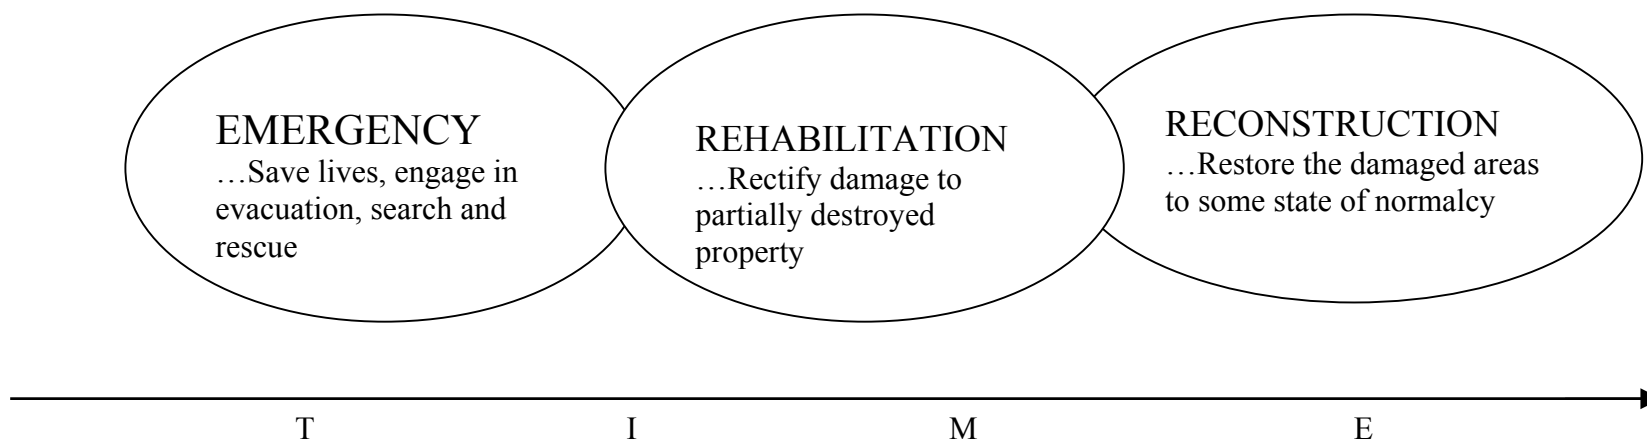 EMERGENCY
…Save lives, engage in
evacuation, search and
rescue
REHABILITATION
…Rectify damage to
partially destroyed
property
RECONSTRUCTION
…Restore the damaged areas
to some state of normalcy
T I M E